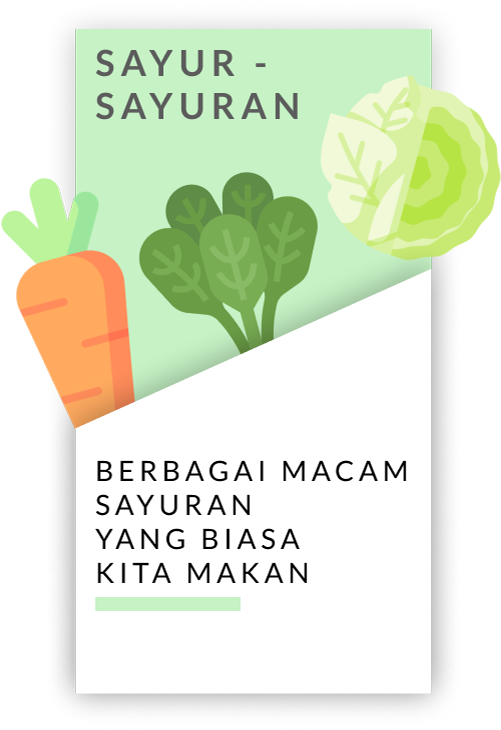 SAYUR -
SAYURAN
BERBAGAI MACAM
SAYURAN
YANG BIASA
KITA MAKAN